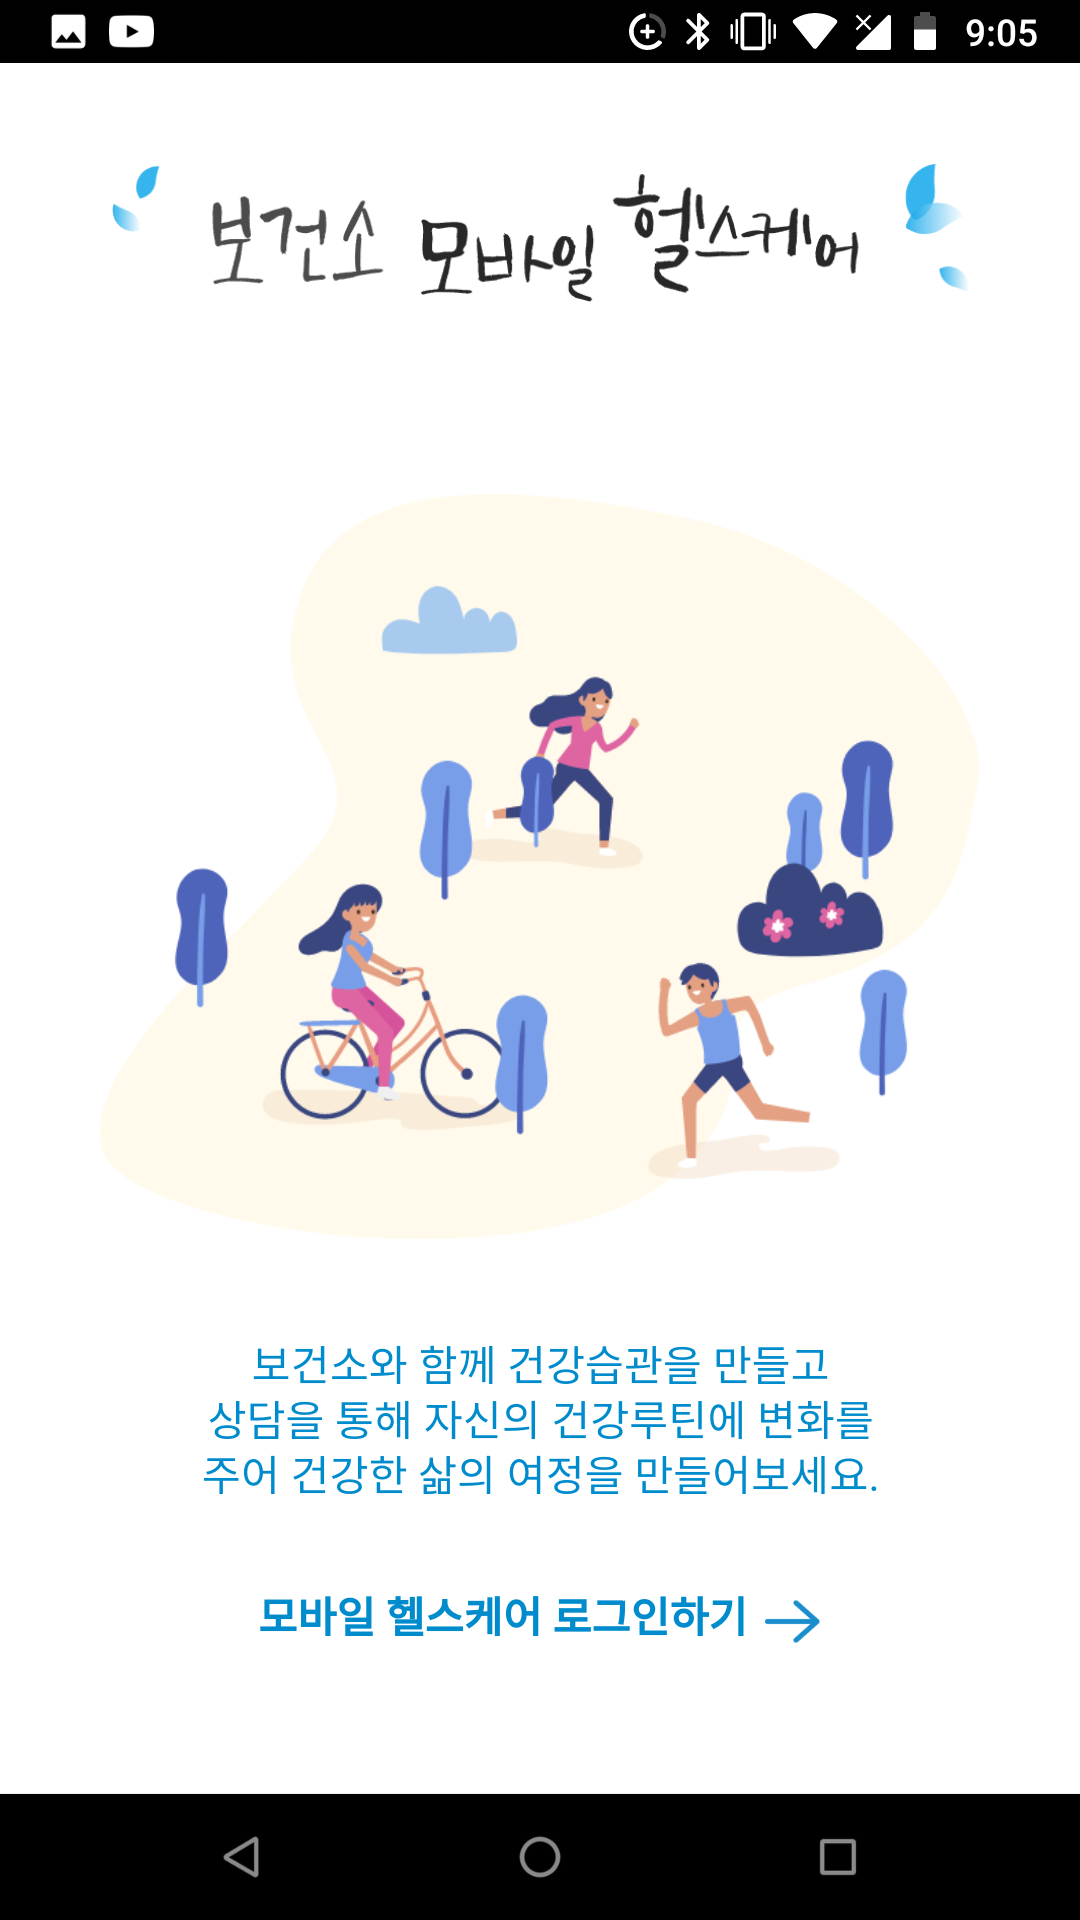 9:05
보건소 모바일 헬스케어
보건소와 함께 건강습관을 만들고
상담을 통해 자신의 건강루틴에 변화를
주어 건강한 삶의 여정을 만들어보세요.
모바일 헬스케어 로그인하기